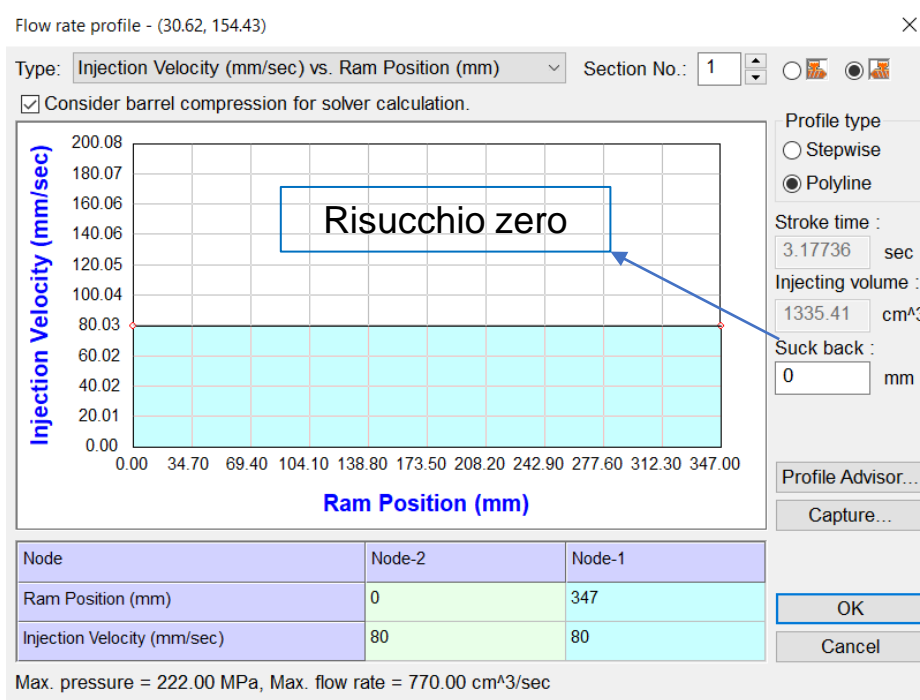 Flow rate profile - (30.62, 154.43)
Type: Injection Velocity (mm/sec) vs. Ram Position (mm) Section No.: 1
Consider barrel compression for solver calculation.
Profile type
Stepwise
Polyline
Stroke time :
3.17736 sec
Injecting volume :
1335.41 cm^3
Suck back :
0 mm
Profile Advisor...
Capture...
OK
Cancel
Injection Velocity (mm/sec)
200.08
180.07
160.06
140.06
120.05
100.04
80.03
60.02
40.02
20.01
0.00
Risucchio zero
0.00 34.70 69.40 104.10 138.80 173.50 208.20 242.90 277.60 312.30 347.00
Ram Position (mm)
Node Node-2 Node-1
Ram Position (mm) 0 347
Injection Velocity (mm/sec) 80 80
Max. pressure = 222.00 MPa, Max. flow rate = 770.00 cm^3/sec